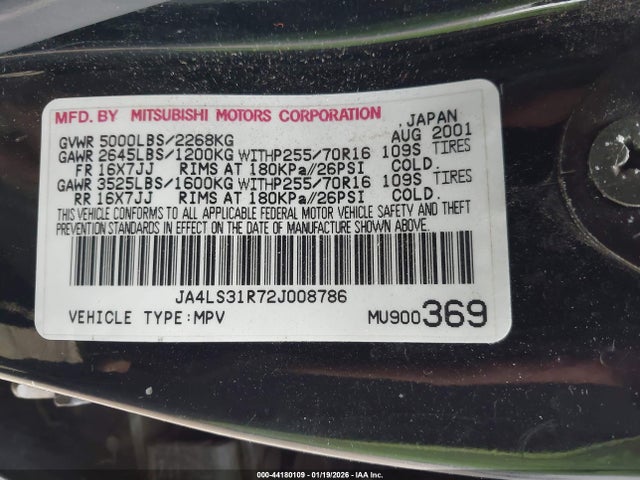 MFD. BY MITSUBISHI MOTORS CORPORATION JAPAN
GVWR 5000LBS/2268KG AUG 2001
GAWR 2645LBS/1200KG WITHP255/70R16 109S TIRES
FR 16X7JJ RIMS AT 180KPa//26PSI COLD.
GAWR 3525LBS/1600KG WITHP255/70R16 109S TIRES
RR 16X7JJ RIMS AT 180KPa//26PSI COLD.
THIS VEHICLE CONFORMS TO ALL APPLICABLE FEDERAL MOTOR VEHICLE SAFETY AND THEFT
PREVENTION STANDARDS IN EFFECT ON THE DATE OF MANUFACTURE SHOWN ABOVE.
JA4LS31R72J008786
VEHICLE TYPE:MPV MU900369
000-44180109 - 01/19/2026 - IAA Inc.